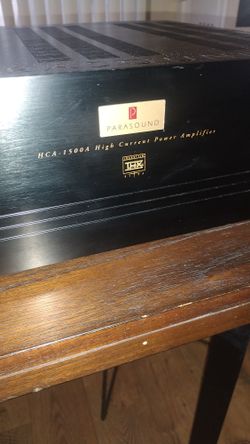 P
PARASOUND
HCA-1500A High Current Power Amplifier
THX